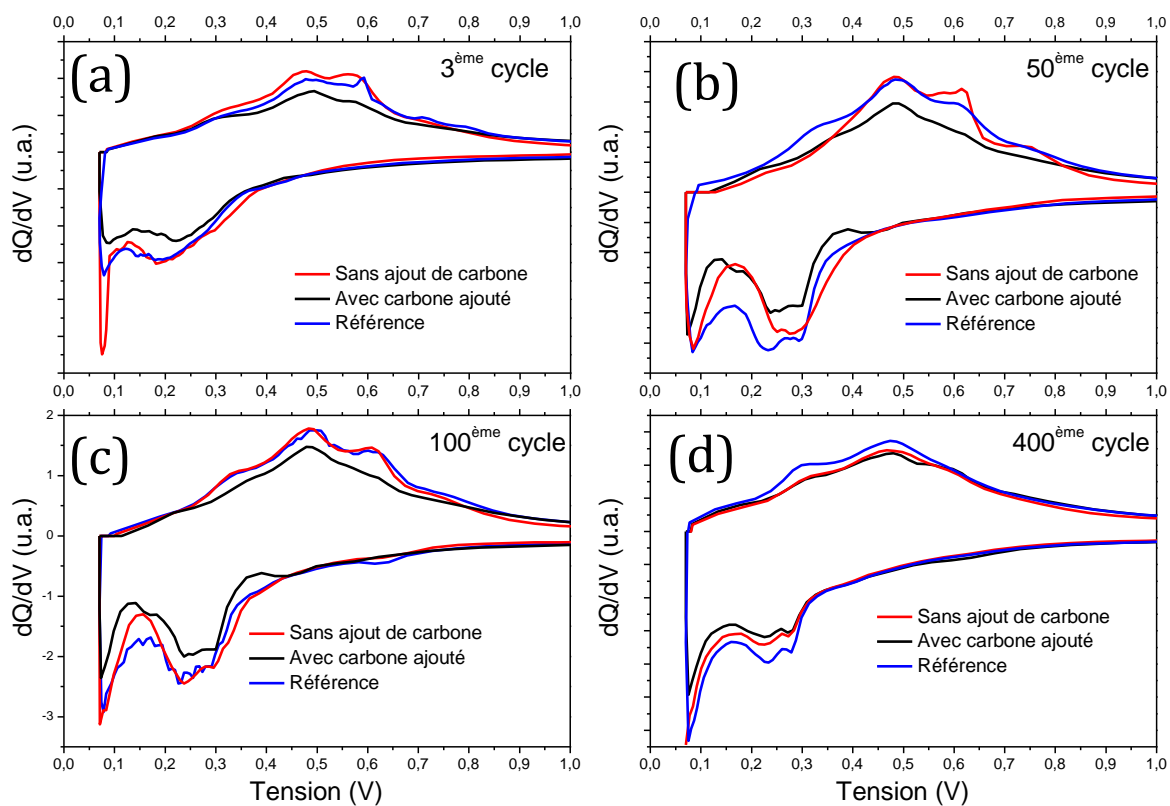 0,0 0,1 0,2 0,3 0,4 0,5 0,6 0,7 0,8 0,9 1,0
(a)
3ème cycle
dQ/dV (u.a.)
Sans ajout de carbone
Avec carbone ajouté
Référence
0,0 0,1 0,2 0,3 0,4 0,5 0,6 0,7 0,8 0,9 1,0
0,0 0,1 0,2 0,3 0,4 0,5 0,6 0,7 0,8 0,9 1,0
(b)
50ème cycle
dQ/dV (u.a.)
Sans ajout de carbone
Avec carbone ajouté
Référence
0,0 0,1 0,2 0,3 0,4 0,5 0,6 0,7 0,8 0,9 1,0
2
1
0
-1
-2
-3
(c)
100ème cycle
dQ/dV (u.a.)
Sans ajout de carbone
Avec carbone ajouté
Référence
0,0 0,1 0,2 0,3 0,4 0,5 0,6 0,7 0,8 0,9 1,0
Tension (V)
(d)
400ème cycle
dQ/dV (u.a.)
Sans ajout de carbone
Avec carbone ajouté
Référence
0,0 0,1 0,2 0,3 0,4 0,5 0,6 0,7 0,8 0,9 1,0
Tension (V)